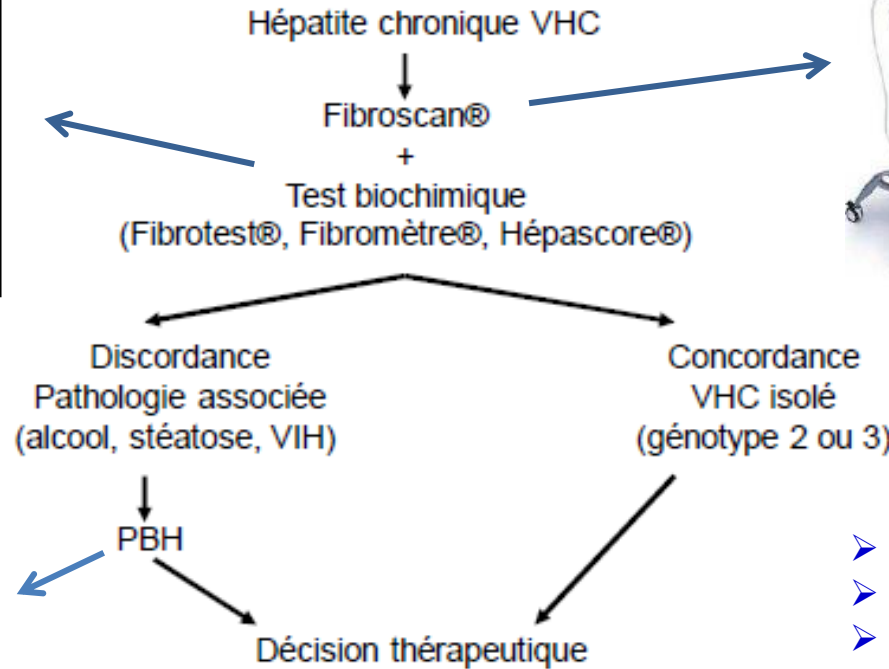 Hépatite chronique VHC
Fibroscan®
+
Test biochimique
(Fibrotest®, Fibromètre®, Hépascore®)
Discordance
Pathologie associée
(alcool, stéatose, VIH)
Concordance
VHC isolé
(génotype 2 ou 3)
PBH
Décision thérapeutique